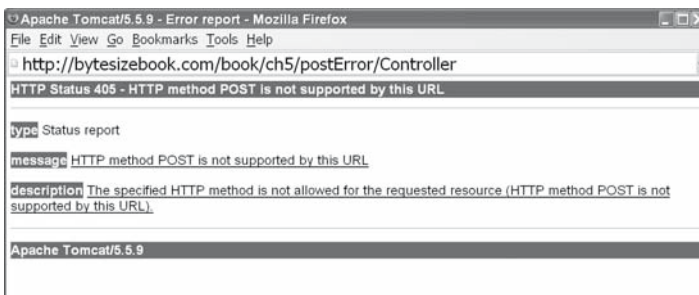 Apache Tomcat/5.5.9 - Error report - Mozilla Firefox
File Edit View Go Bookmarks Tools Help
http://bytesizebook.com/book/ch5/postError/Controller
HTTP Status 405 - HTTP method POST is not supported by this URL
type Status report
message HTTP method POST is not supported by this URL
description The specified HTTP method is not allowed for the requested resource (HTTP method POST is not
supported by this URL).
Apache Tomcat/5.5.9